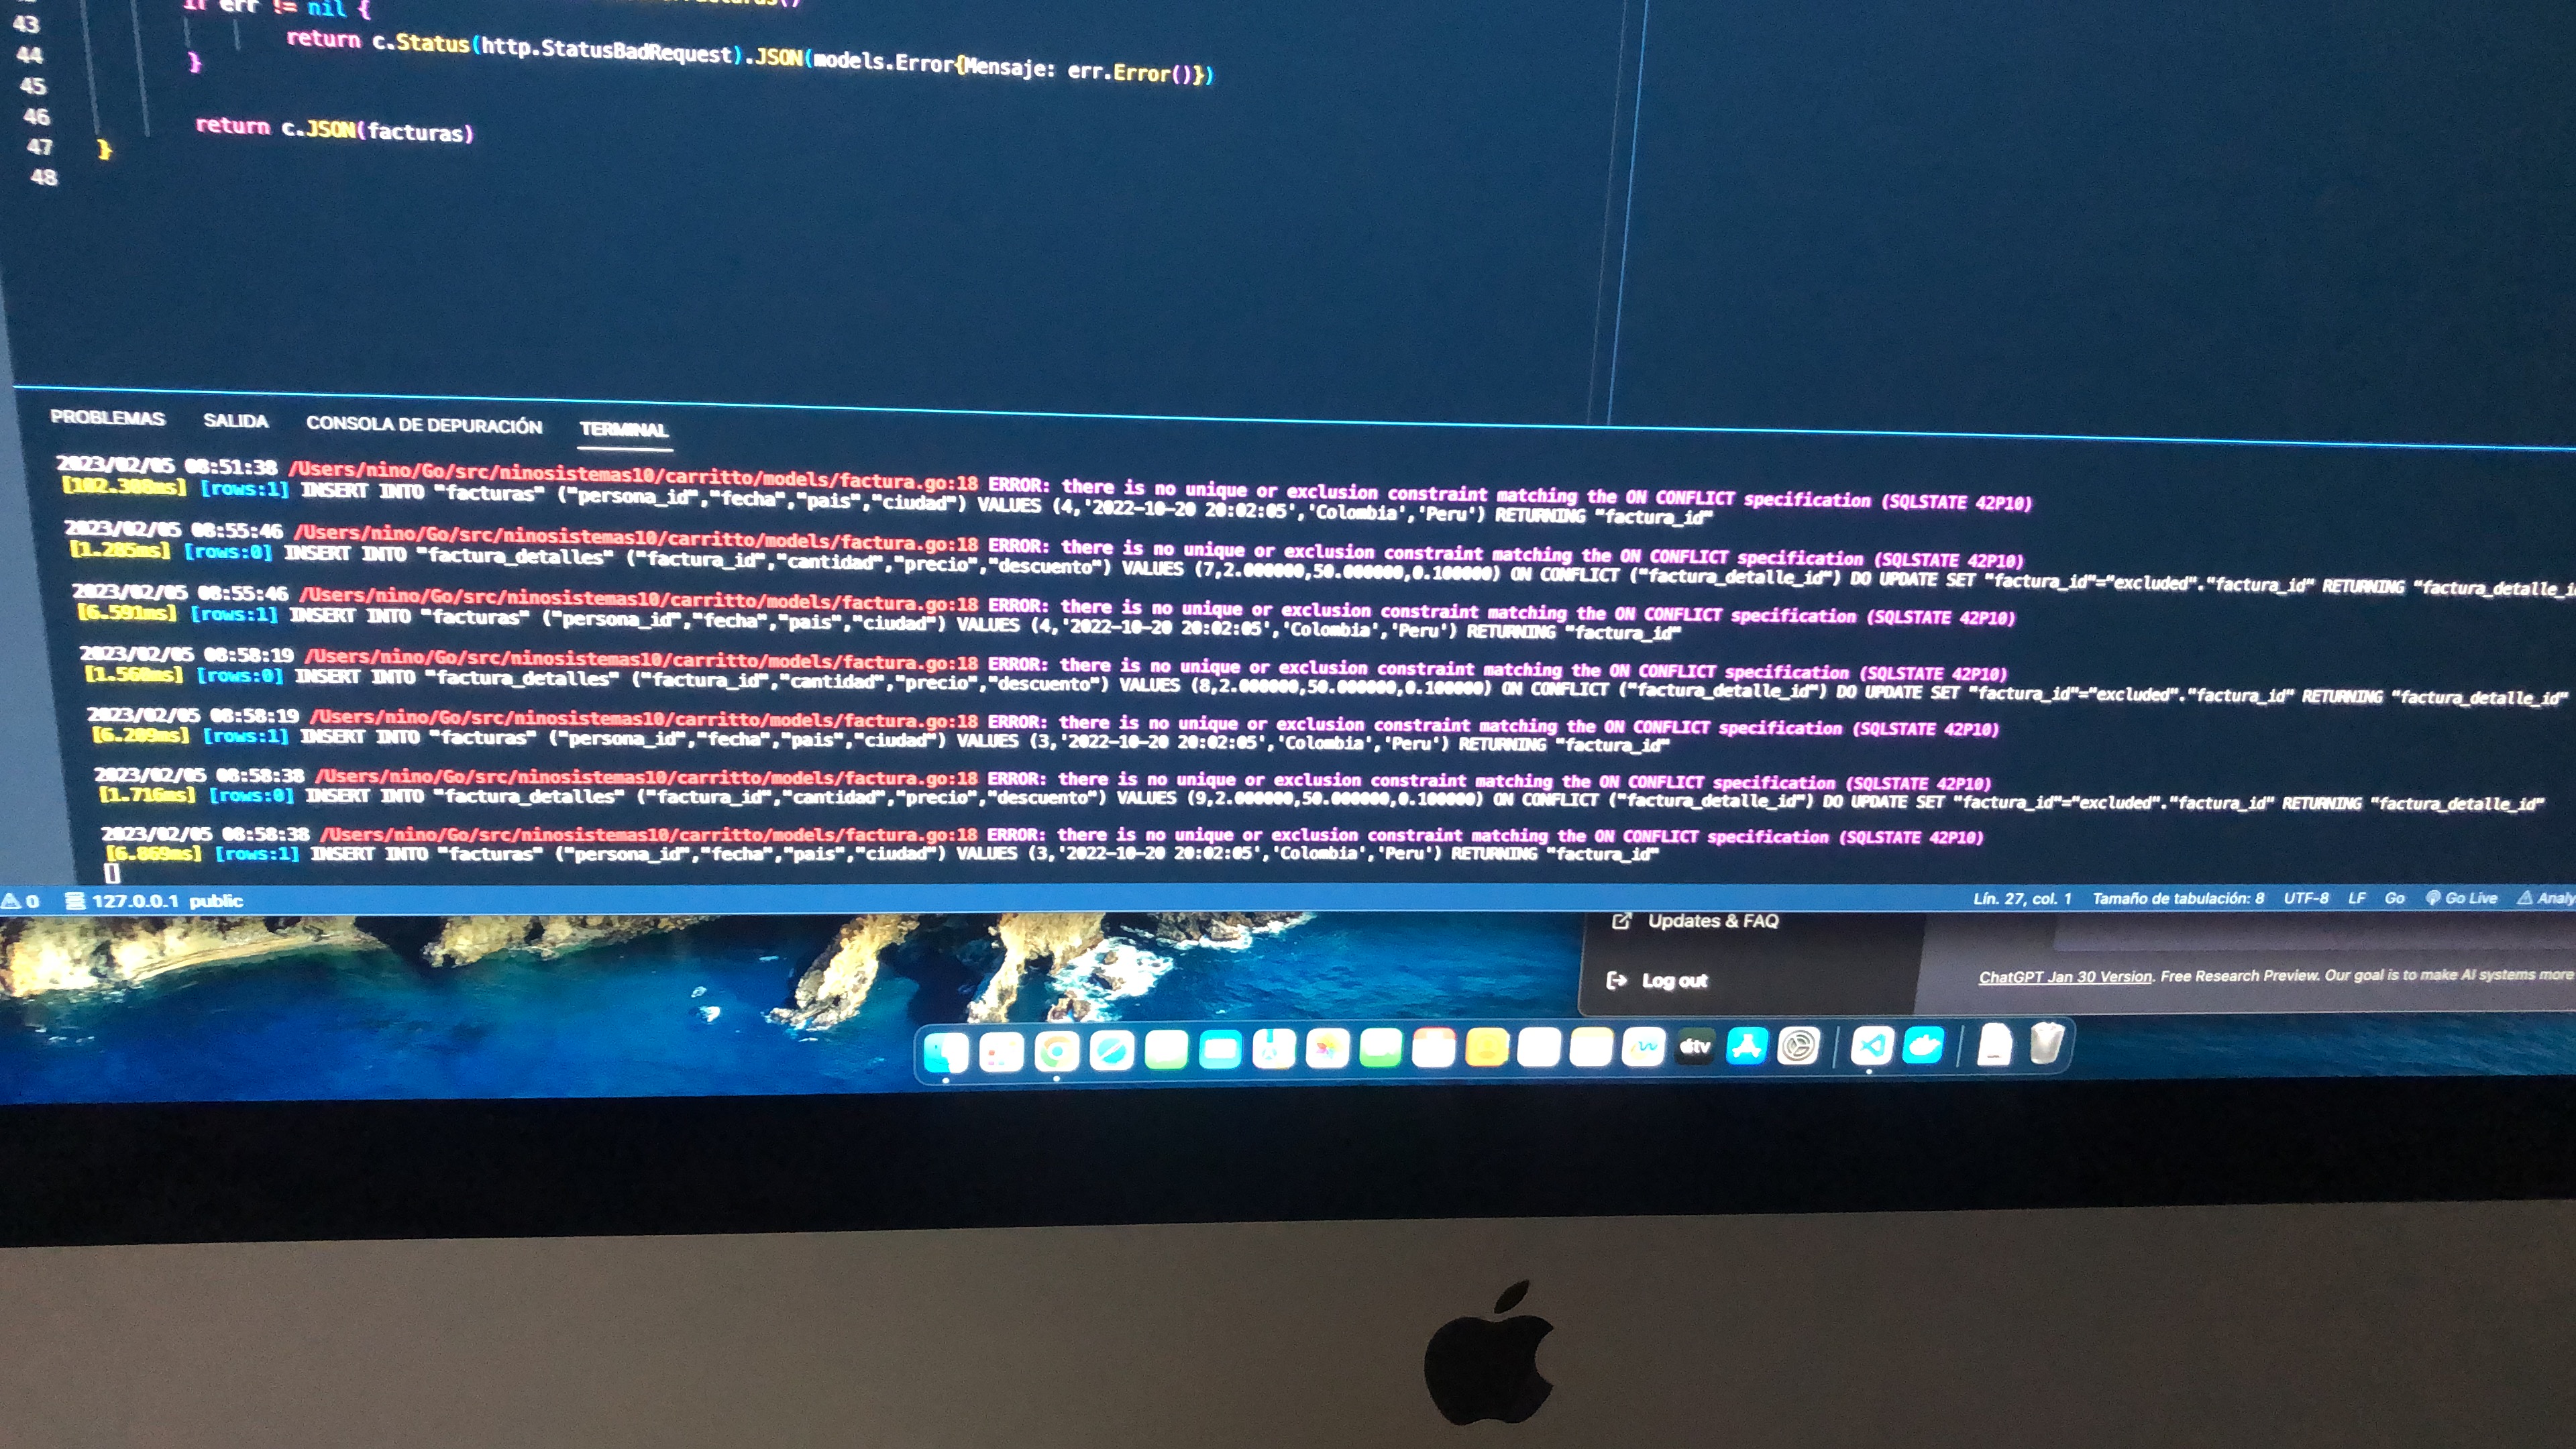 43 if err != nil {
44 return c.Status(http.StatusBadRequest).JSON(models.Error{Mensaje: err.Error()})
45 }
46
47 return c.JSON(facturas)
48 }
PROBLEMAS SALIDA CONSOLA DE DEPURACIÓN TERMINAL
2023/02/05 08:51:38 /Users/nino/Go/src/ninosistemas10/carritto/models/factura.go:18 ERROR: there is no unique or exclusion constraint matching the ON CONFLICT specification (SQLSTATE 42P10)
[102.308ms] [rows:1] INSERT INTO "facturas" ("persona_id","fecha","pais","ciudad") VALUES (4,'2022-10-20 20:02:05','Colombia','Peru') RETURNING "factura_id"
2023/02/05 08:55:46 /Users/nino/Go/src/ninosistemas10/carritto/models/factura.go:18 ERROR: there is no unique or exclusion constraint matching the ON CONFLICT specification (SQLSTATE 42P10)
[1.285ms] [rows:0] INSERT INTO "factura_detalles" ("factura_id","cantidad","precio","descuento") VALUES (7,2.000000,50.000000,0.100000) ON CONFLICT ("factura_detalle_id") DO UPDATE SET "factura_id"="excluded"."factura_id" RETURNING "factura_detalle_i
2023/02/05 08:55:46 /Users/nino/Go/src/ninosistemas10/carritto/models/factura.go:18 ERROR: there is no unique or exclusion constraint matching the ON CONFLICT specification (SQLSTATE 42P10)
[6.591ms] [rows:1] INSERT INTO "facturas" ("persona_id","fecha","pais","ciudad") VALUES (4,'2022-10-20 20:02:05','Colombia','Peru') RETURNING "factura_id"
2023/02/05 08:58:19 /Users/nino/Go/src/ninosistemas10/carritto/models/factura.go:18 ERROR: there is no unique or exclusion constraint matching the ON CONFLICT specification (SQLSTATE 42P10)
[1.560ms] [rows:0] INSERT INTO "factura_detalles" ("factura_id","cantidad","precio","descuento") VALUES (8,2.000000,50.000000,0.100000) ON CONFLICT ("factura_detalle_id") DO UPDATE SET "factura_id"="excluded"."factura_id" RETURNING "factura_detalle_id"
2023/02/05 08:58:19 /Users/nino/Go/src/ninosistemas10/carritto/models/factura.go:18 ERROR: there is no unique or exclusion constraint matching the ON CONFLICT specification (SQLSTATE 42P10)
[6.209ms] [rows:1] INSERT INTO "facturas" ("persona_id","fecha","pais","ciudad") VALUES (3,'2022-10-20 20:02:05','Colombia','Peru') RETURNING "factura_id"
2023/02/05 08:58:38 /Users/nino/Go/src/ninosistemas10/carritto/models/factura.go:18 ERROR: there is no unique or exclusion constraint matching the ON CONFLICT specification (SQLSTATE 42P10)
[1.716ms] [rows:0] INSERT INTO "factura_detalles" ("factura_id","cantidad","precio","descuento") VALUES (9,2.000000,50.000000,0.100000) ON CONFLICT ("factura_detalle_id") DO UPDATE SET "factura_id"="excluded"."factura_id" RETURNING "factura_detalle_id"
2023/02/05 08:58:38 /Users/nino/Go/src/ninosistemas10/carritto/models/factura.go:18 ERROR: there is no unique or exclusion constraint matching the ON CONFLICT specification (SQLSTATE 42P10)
[6.869ms] [rows:1] INSERT INTO "facturas" ("persona_id","fecha","pais","ciudad") VALUES (3,'2022-10-20 20:02:05','Colombia','Peru') RETURNING "factura_id"
0 127.0.0.1 public Lín. 27, col. 1 Tamaño de tabulación: 8 UTF-8 LF Go Go Live Analy
Updates & FAQ
Log out
ChatGPT Jan 30 Version. Free Research Preview. Our goal is to make AI systems more
tv